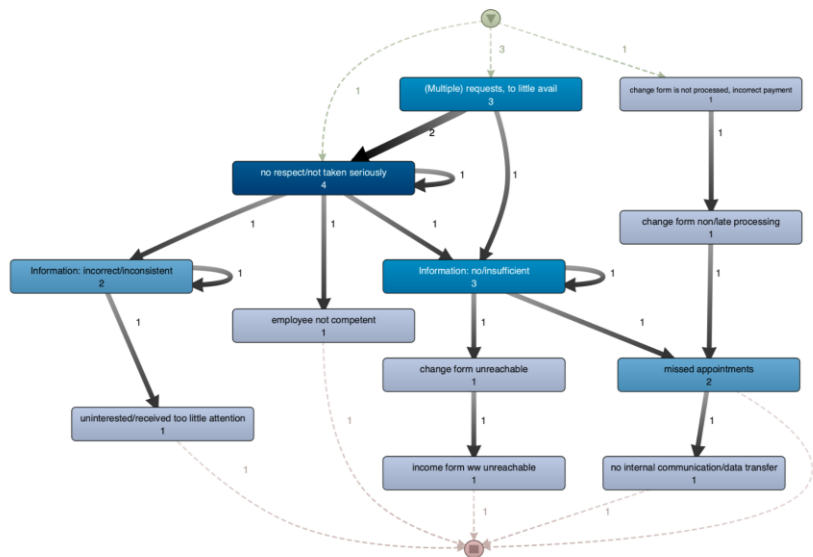 3
1
1
(Multiple) requests, to little avail
3
change form is not processed, incorrect payment
1
2
1
no respect/not taken seriously
4
1
1
1
1
1
change form non/late processing
1
Information: incorrect/inconsistent
2
1
Information: no/insufficient
3
1
employee not competent
1
1
1
1
1
change form unreachable
1
missed appointments
2
uninterested/received too little attention
1
1
1
1
income form ww unreachable
1
no internal communication/data transfer
1
1
1
1